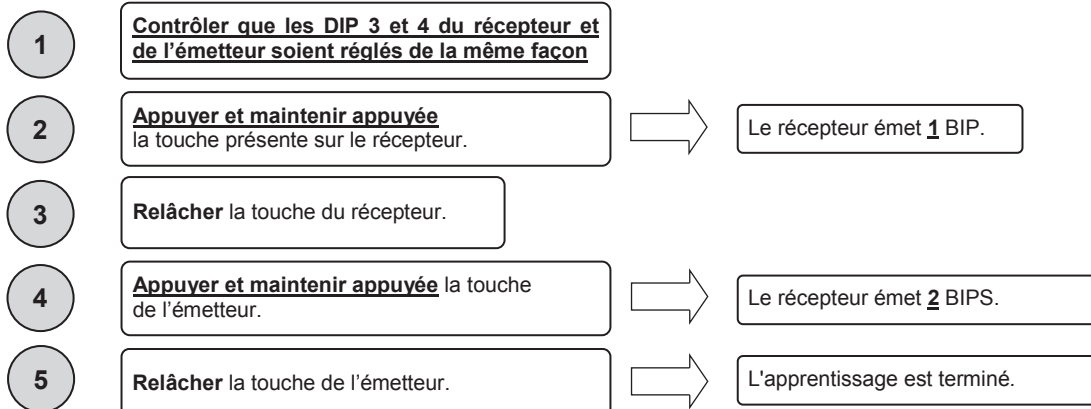 1
Contrôler que les DIP 3 et 4 du récepteur et
de l’émetteur soient réglés de la même façon
2
Appuyer et maintenir appuyée
la touche présente sur le récepteur.
Le récepteur émet 1 BIP.
3
Relâcher la touche du récepteur.
4
Appuyer et maintenir appuyée la touche
de l’émetteur.
Le récepteur émet 2 BIPS.
5
Relâcher la touche de l’émetteur.
L'apprentissage est terminé.